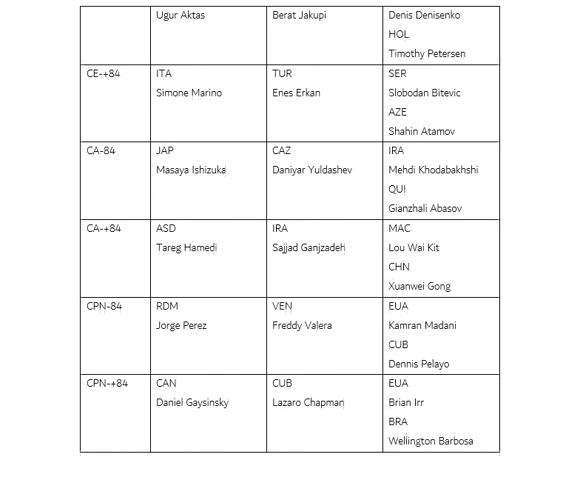 Ugur Aktas Berat Jakupi Denis Denisenko
HOL
Timothy Petersen
CE-+84 ITA TUR SER
Simone Marino Enes Erkan Slobodan Bitevic
AZE
Shahin Atamov
CA-84 JAP CAZ IRA
Masaya Ishizuka Daniyar Yuldashev Mehdi Khodabakhshi
QUI
Gianzhali Abasov
CA-+84 ASD IRA MAC
Tareg Hamedi Sajjad Ganjzadeh Lou Wai Kit
CHN
Xuanwei Gong
CPN-84 RDM VEN EUA
Jorge Perez Freddy Valera Kamran Madani
CUB
Dennis Pelayo
CPN-+84 CAN CUB EUA
Daniel Gaysinsky Lazaro Chapman Brian Irr
BRA
Wellington Barbosa